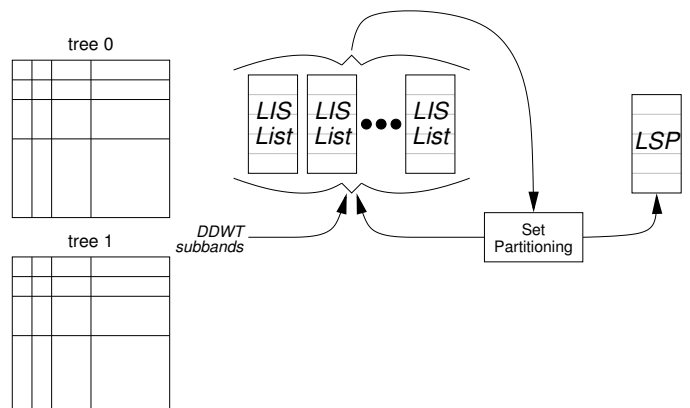 tree 0
LIS
List
LIS
List
LIS
List
LSP
DDWT
subbands
Set
Partitioning
tree 1